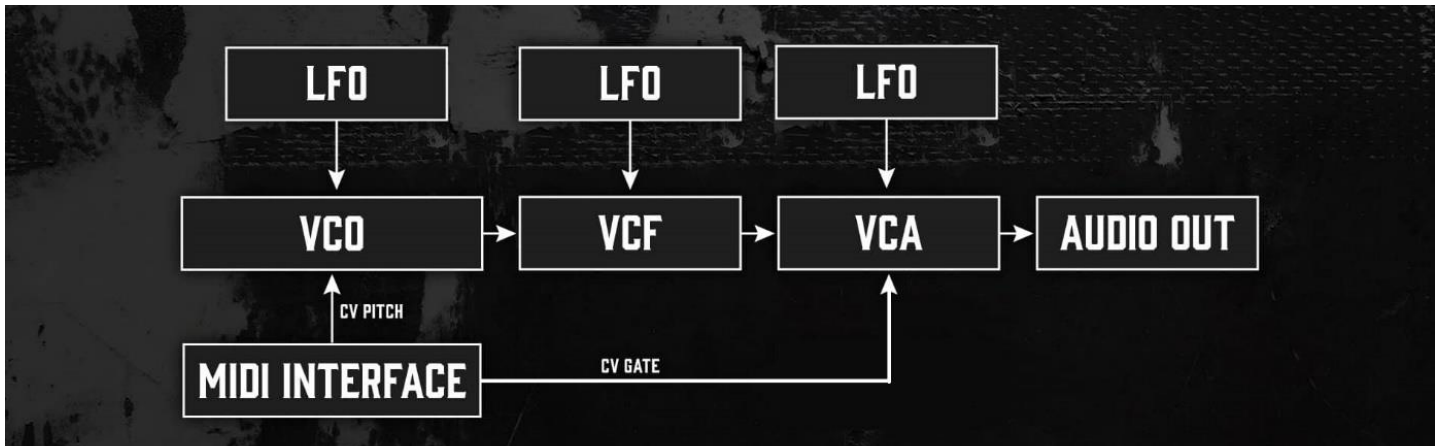 LFO
LFO
LFO
VCO
VCF
VCA
AUDIO OUT
CV PITCH
MIDI INTERFACE
CV GATE